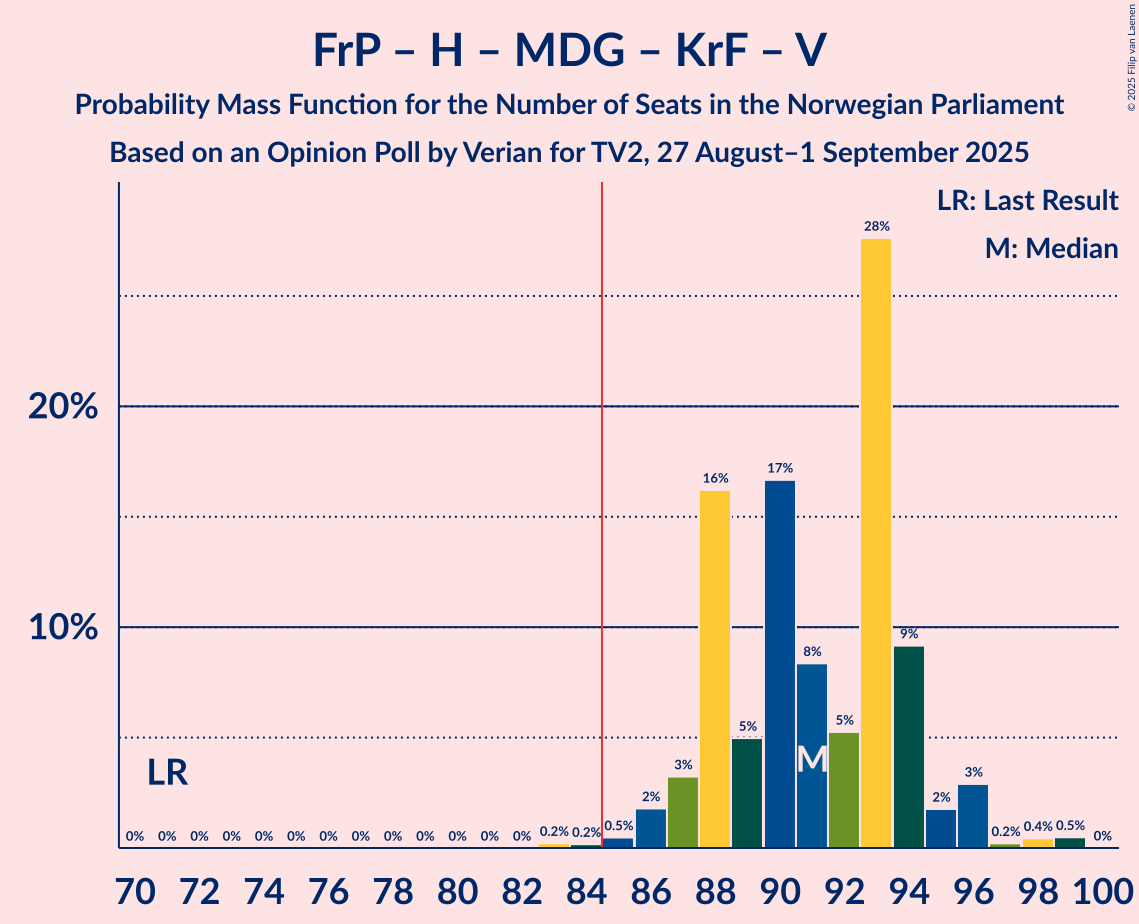 FrP – H – MDG – KrF – V
Probability Mass Function for the Number of Seats in the Norwegian Parliament
Based on an Opinion Poll by Verian for TV2, 27 August–1 September 2025
© 2025 Filip van Laenen
LR: Last Result
M: Median
20%
10%
LR
M
0% 0% 0% 0% 0% 0% 0% 0% 0% 0% 0% 0% 0% 0.2% 0.2% 0.5% 2% 3% 16% 5% 17% 8% 5% 28% 9% 2% 3% 0.2% 0.4% 0.5% 0%
70 72 74 76 78 80 82 84 86 88 90 92 94 96 98 100